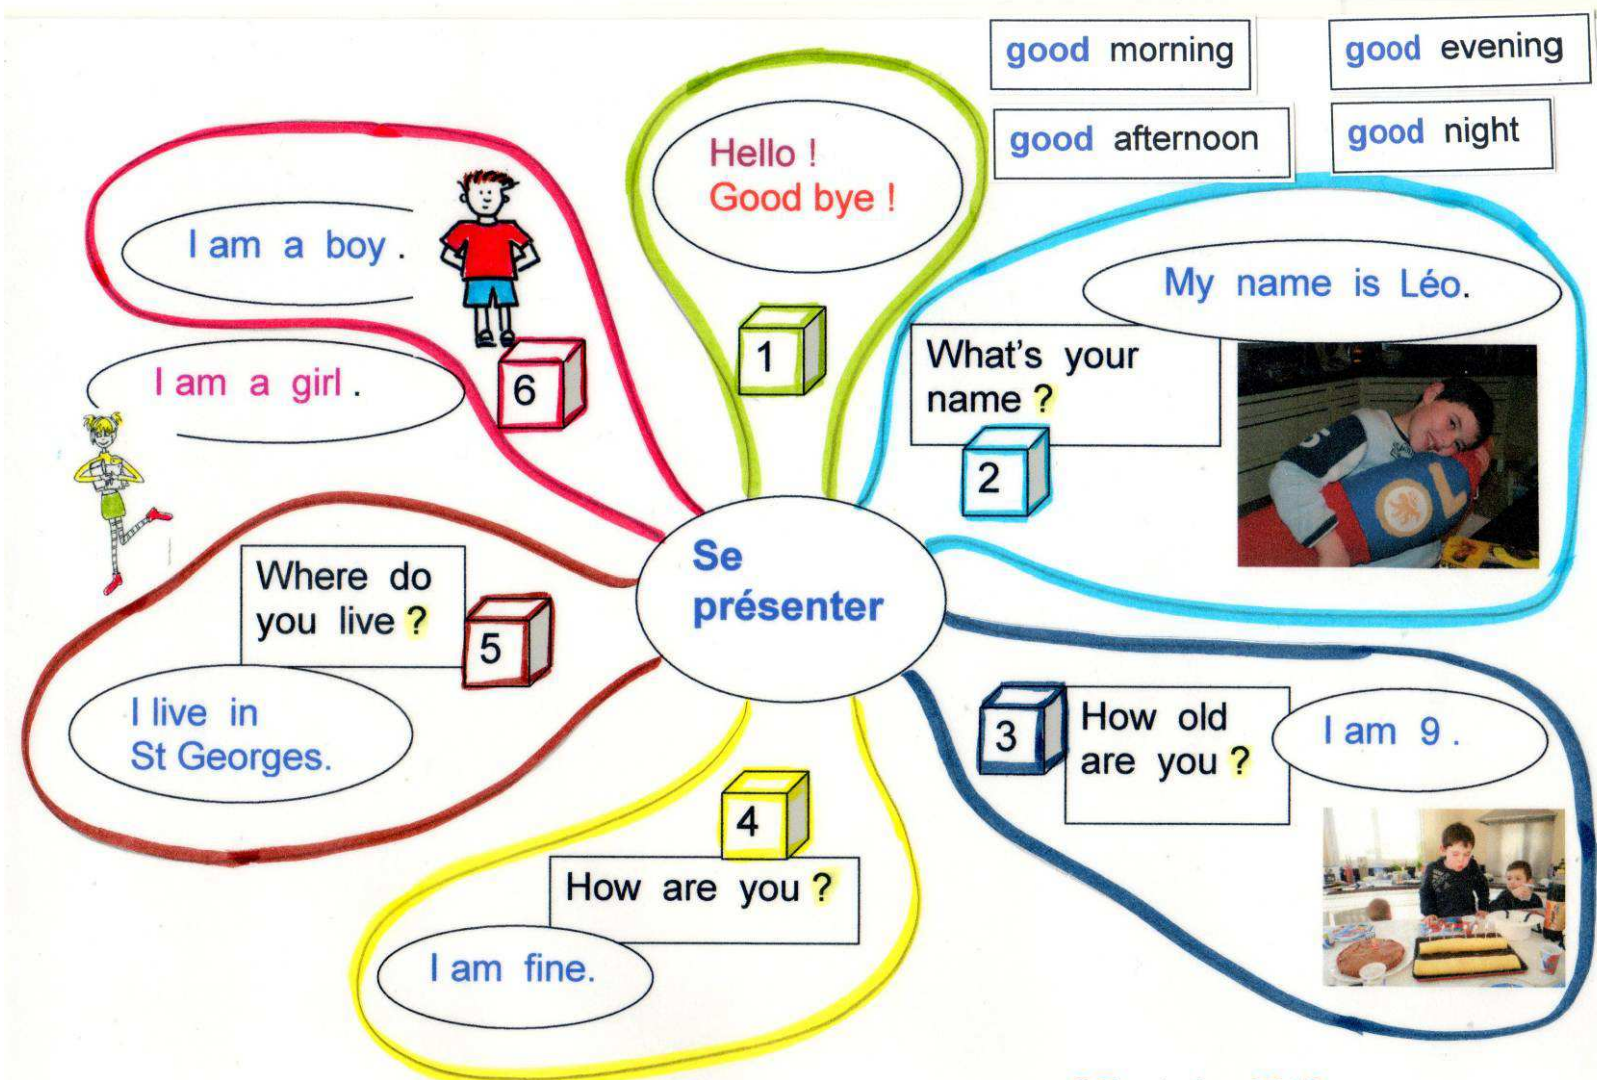 good morning
good evening
good afternoon
good night
Hello !
Good bye !
1
My name is Léo.
What's your
name ?
2
How old
are you ?
3
I am 9 .
4
How are you ?
I am fine.
Where do
you live ?
5
I live in
St Georges.
I am a boy .
6
I am a girl .
Se
présenter